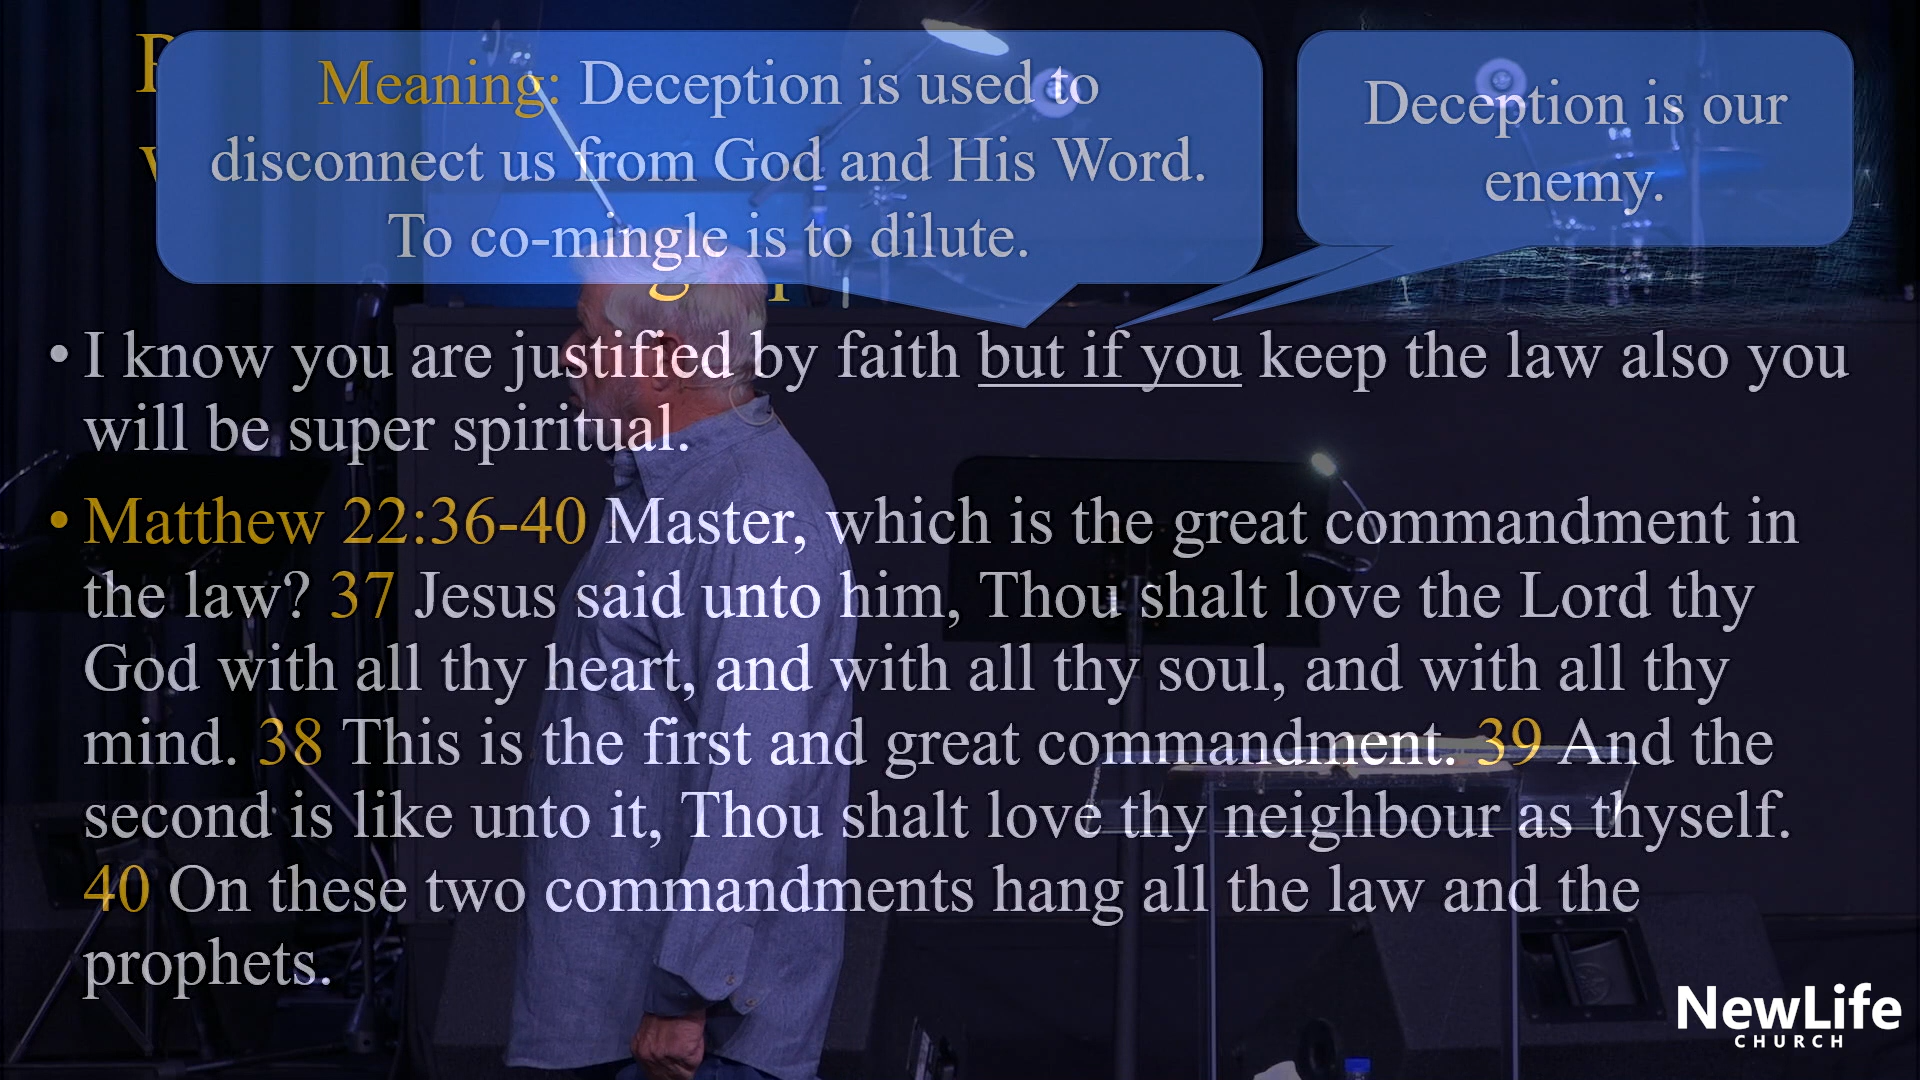 Meaning: Deception is used to
disconnect us from God and His Word.
To co-mingle is to dilute.
Deception is our
enemy.
• I know you are justified by faith but if you keep the law also you
will be super spiritual.
• Matthew 22:36-40 Master, which is the great commandment in
the law? 37 Jesus said unto him, Thou shalt love the Lord thy
God with all thy heart, and with all thy soul, and with all thy
mind. 38 This is the first and great commandment. 39 And the
second is like unto it, Thou shalt love thy neighbour as thyself.
40 On these two commandments hang all the law and the
prophets.
NewLife
CHURCH